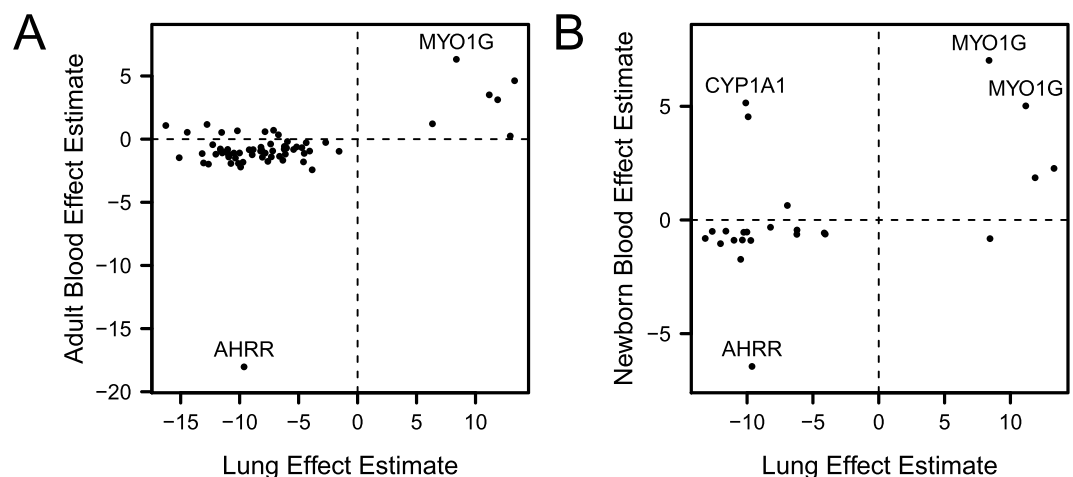 A
Adult Blood Effect Estimate
5
0
−5
−10
−15
−20
MYO1G
AHRR
−15
−10
−5
0
5
10
Lung Effect Estimate
B
Newborn Blood Effect Estimate
5
0
−5
MYO1G
CYP1A1
MYO1G
AHRR
−10
−5
0
5
10
Lung Effect Estimate